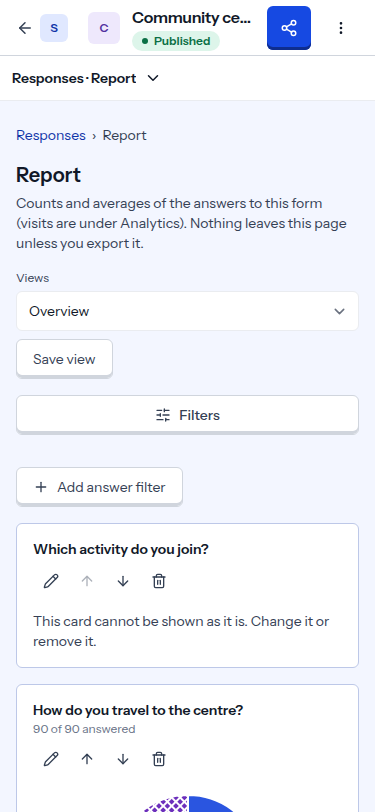 S
C
Community ce...
Published
Responses · Report
Responses › Report
Report
Counts and averages of the answers to this form
(visits are under Analytics). Nothing leaves this page
unless you export it.
Views
Overview
Save view
Filters
Add answer filter
Which activity do you join?
This card cannot be shown as it is. Change it or
remove it.
How do you travel to the centre?
90 of 90 answered